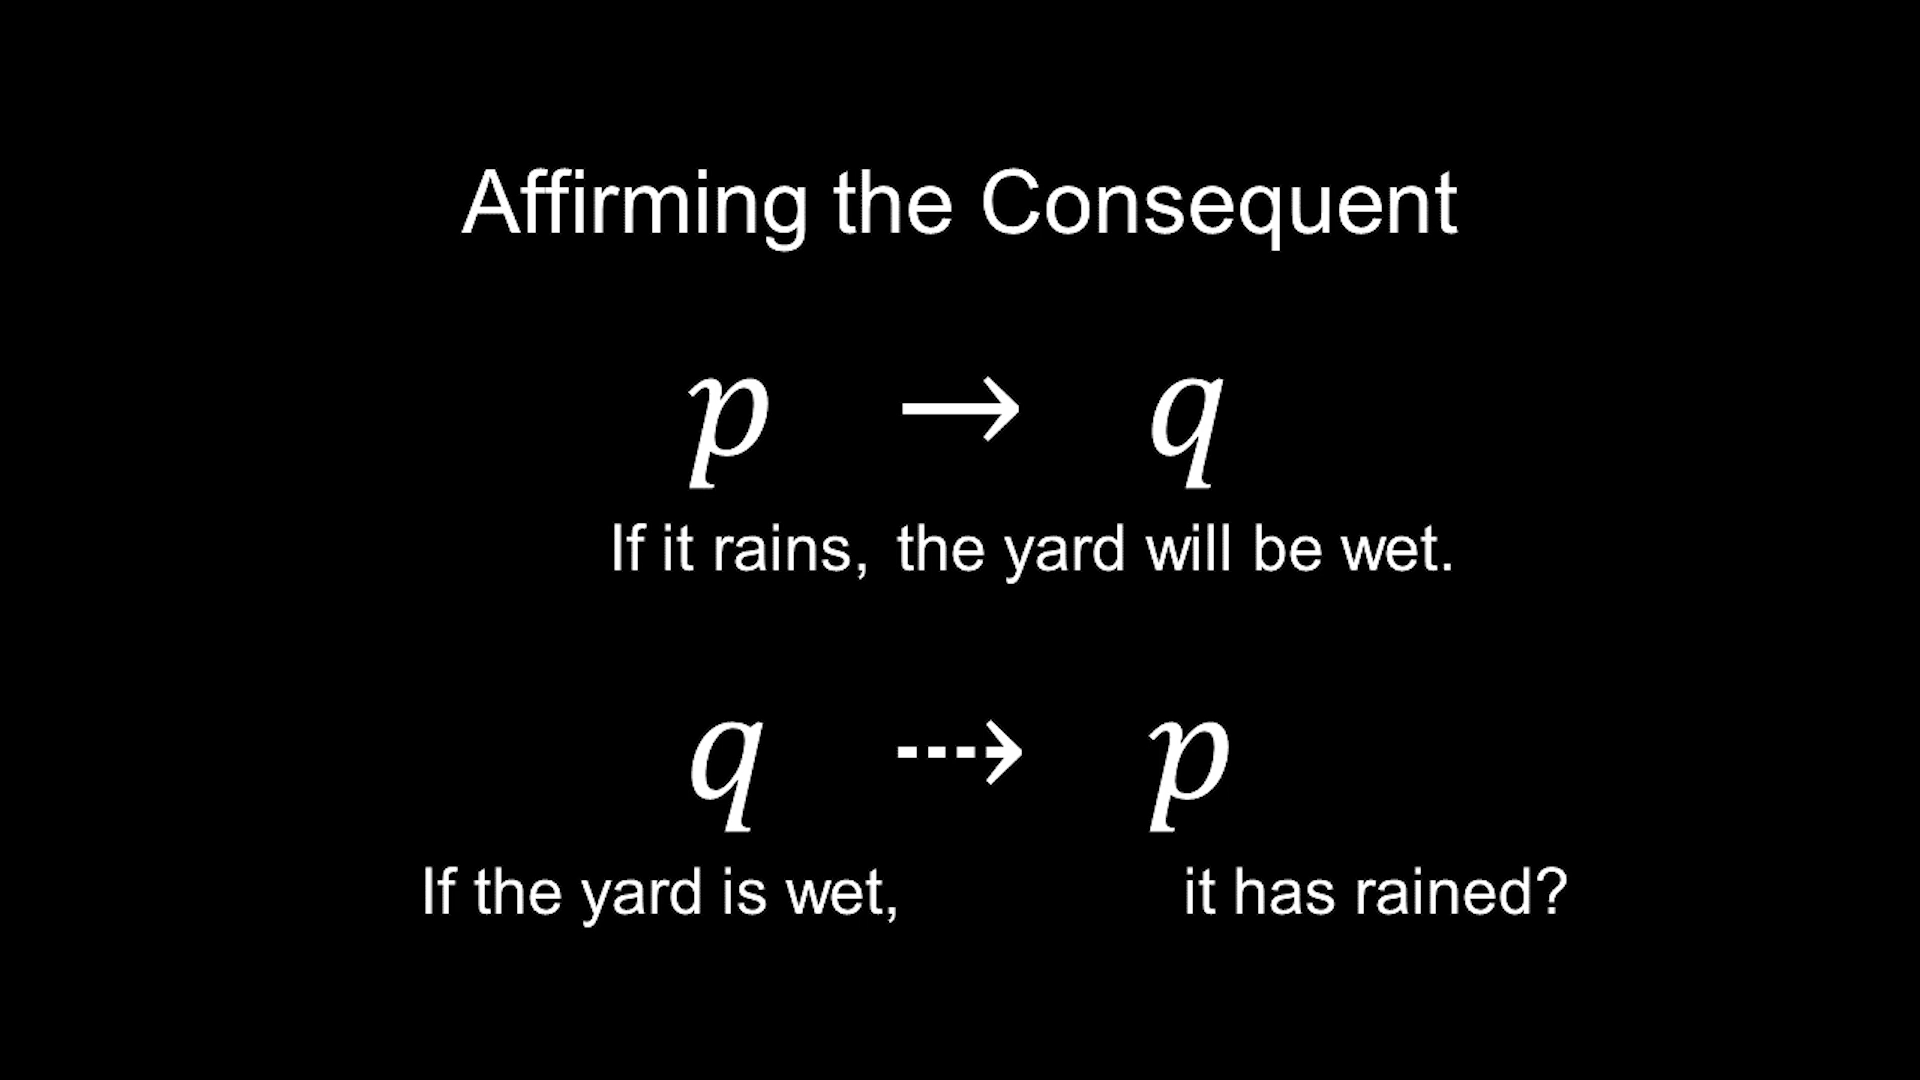 Affirming the Consequent
p → q
If it rains, the yard will be wet.
q ⇢ p
If the yard is wet, it has rained?